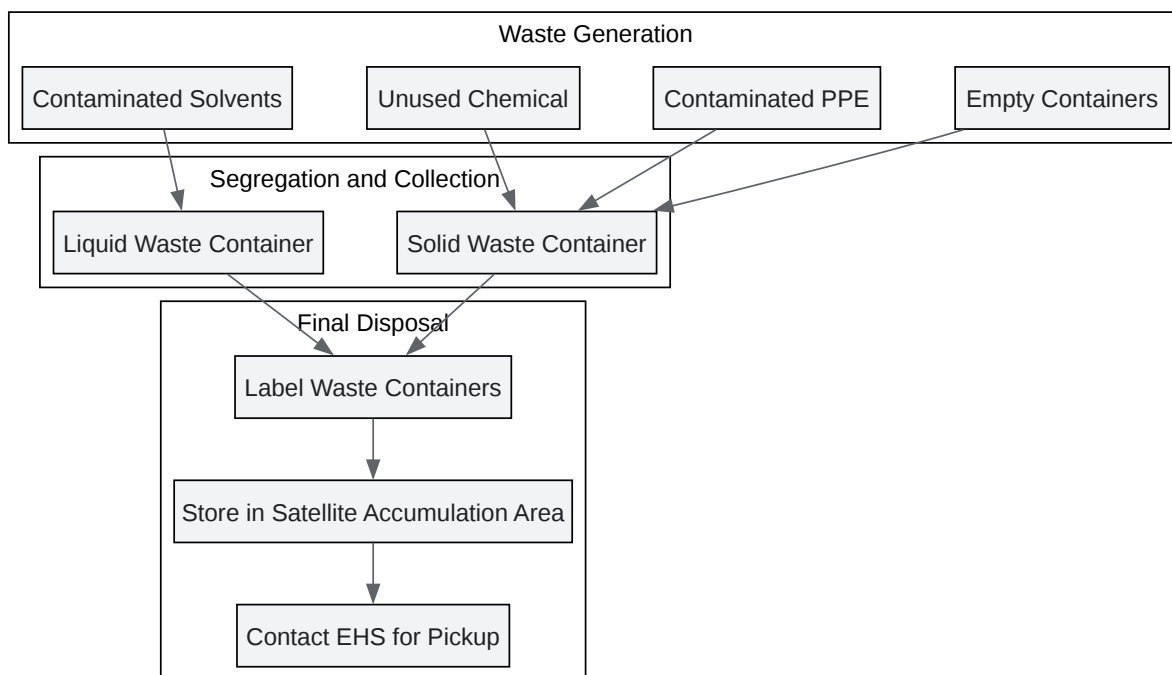 Waste Generation
Contaminated Solvents
Unused Chemical
Contaminated PPE
Empty Containers
Segregation and Collection
Liquid Waste Container
Solid Waste Container
Final Disposal
Label Waste Containers
Store in Satellite Accumulation Area
Contact EHS for Pickup